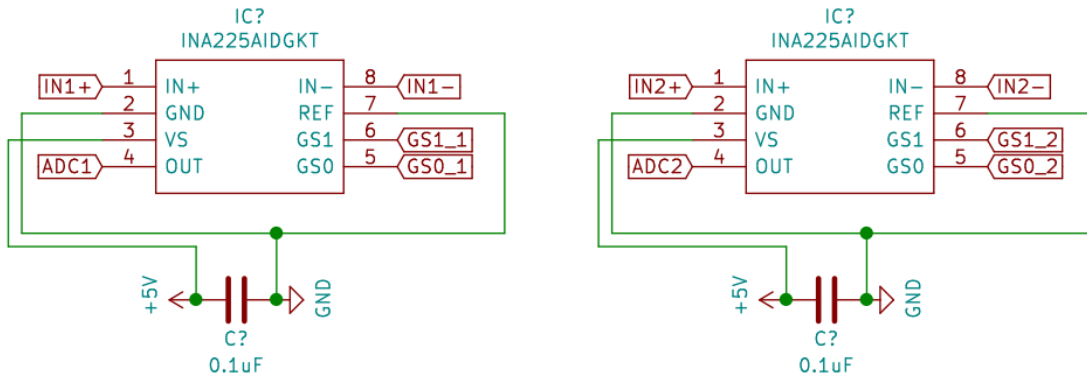 IC?
INA225AIDGKT
IN1+ 1 IN+ IN- 8 IN1-
2 GND REF 7
3 VS GS1 6 GS1_1
ADC1 4 OUT GS0 5 GS0_1
+5V GND
C?
0.1uF
IC?
INA225AIDGKT
IN2+ 1 IN+ IN- 8 IN2-
2 GND REF 7
3 VS GS1 6 GS1_2
ADC2 4 OUT GS0 5 GS0_2
+5V GND
C?
0.1uF